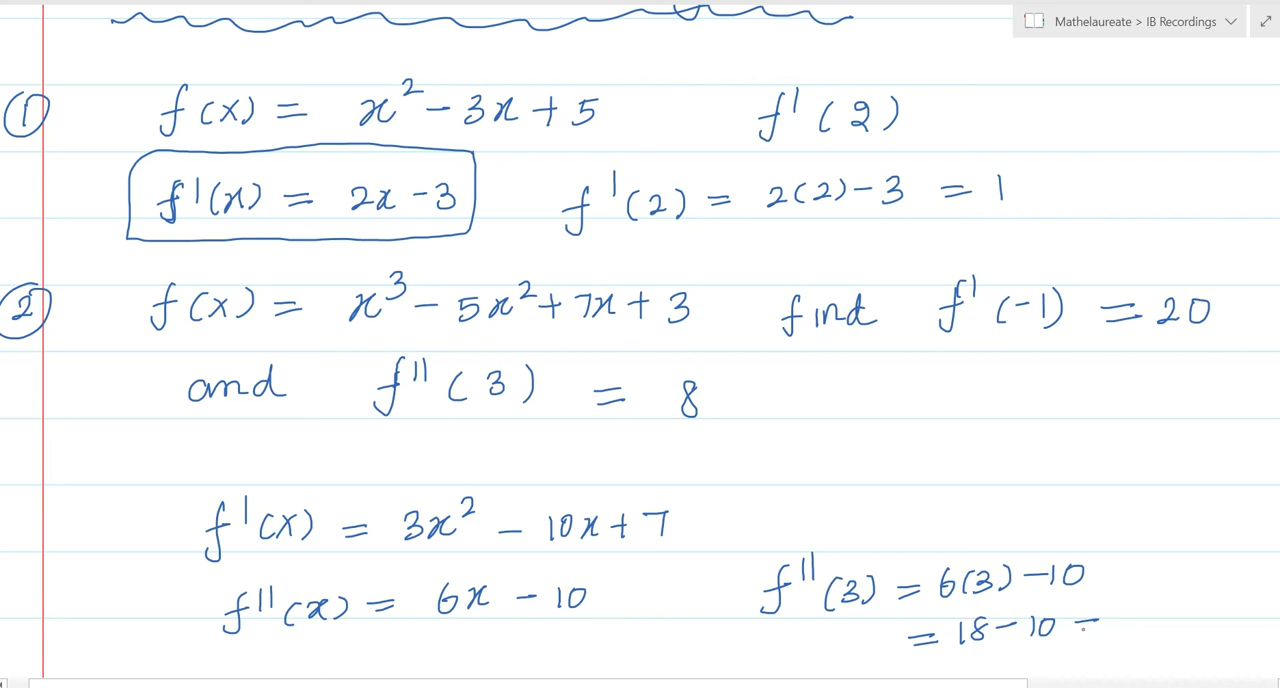 Mathelaureate > IB Recordings
① f(x) = x² - 3x + 5 f'(2)
f'(x) = 2x - 3 f'(2) = 2(2) - 3 = 1
② f(x) = x³ - 5x² + 7x + 3 find f'(-1) = 20
and f''(3) = 8
f'(x) = 3x² - 10x + 7
f''(x) = 6x - 10 f''(3) = 6(3) - 10
= 18 - 10 =